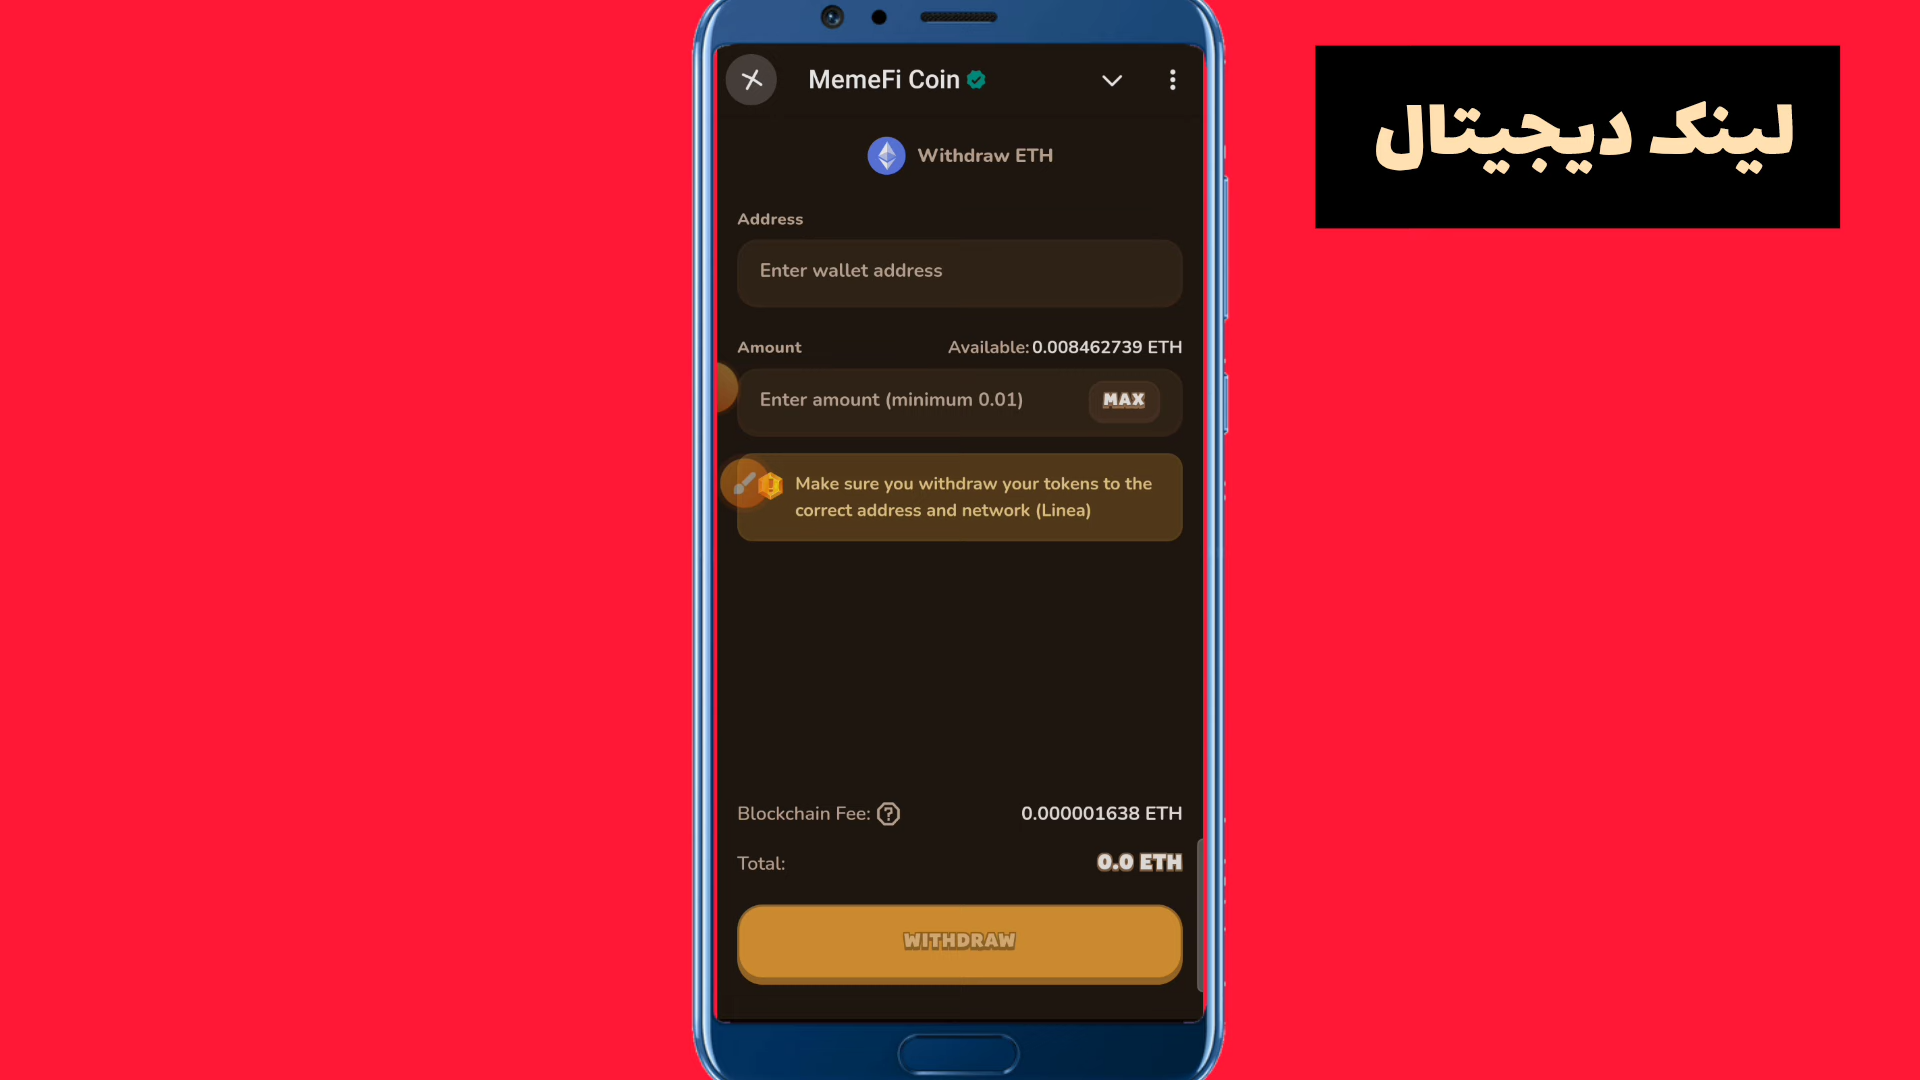 MemeFi Coin
لینک دیجیتال
Withdraw ETH
Address
Enter wallet address
Amount
Available: 0.008462739 ETH
Enter amount (minimum 0.01)
MAX
Make sure you withdraw your tokens to the
correct address and network (Linea)
Blockchain Fee: 0.000001638 ETH
Total: 0.0 ETH
WITHDRAW